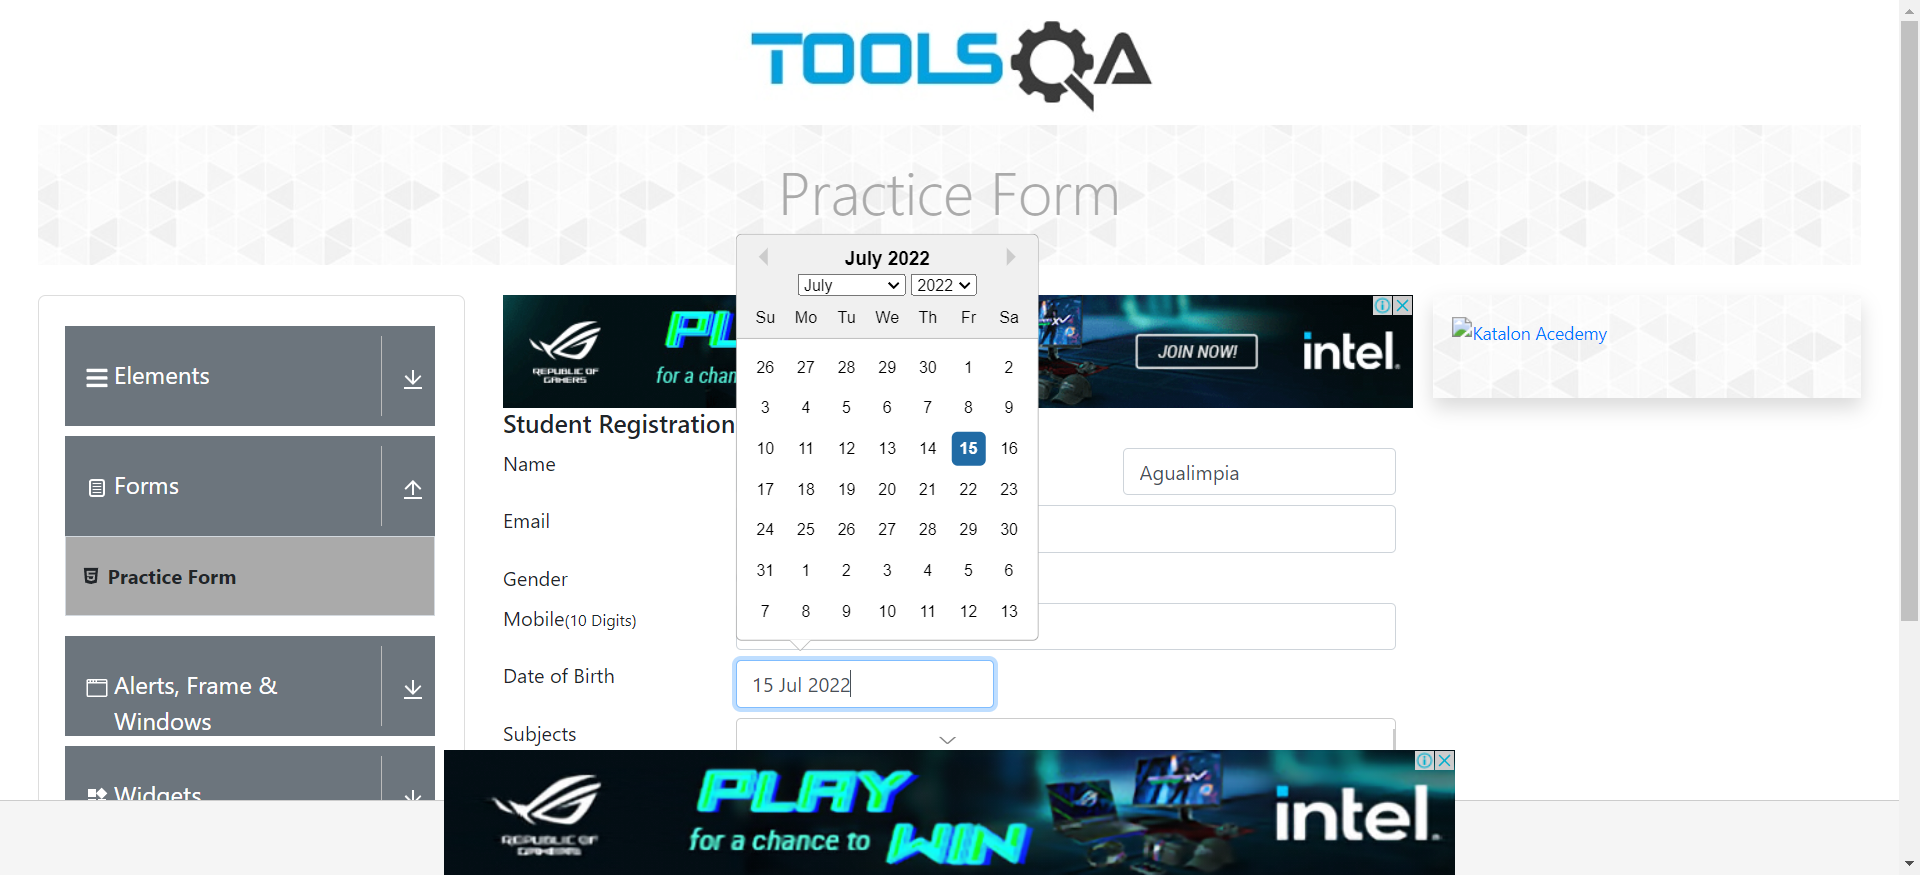 TOOLSQA
Practice Form
July 2022
July 2022
Su Mo Tu We Th Fr Sa
26 27 28 29 30 1 2
3 4 5 6 7 8 9
10 11 12 13 14 15 16
17 18 19 20 21 22 23
24 25 26 27 28 29 30
31 1 2 3 4 5 6
7 8 9 10 11 12 13
Elements
Forms
Practice Form
Alerts, Frame &
Windows
Widgets
REPUBLIC OF
GAMERS
PL
for a chan
JOIN NOW!
intel.
Katalon Acedemy
Student Registration
Name
Agualimpia
Email
Gender
Mobile(10 Digits)
Date of Birth
15 Jul 2022
Subjects
REPUBLIC OF
GAMERS
PLAY
for a chance to WIN
intel.